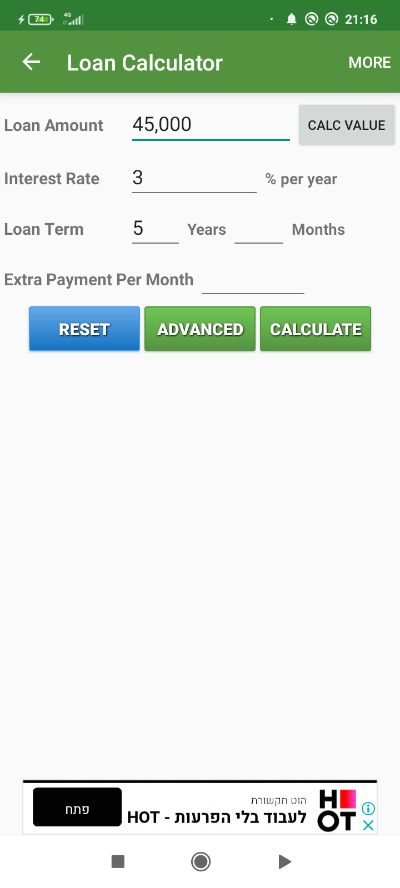 74 4G 21:16
Loan Calculator MORE
Loan Amount 45,000 CALC VALUE
Interest Rate 3 % per year
Loan Term 5 Years Months
Extra Payment Per Month
RESET ADVANCED CALCULATE
הוט תקשורת
לעבוד בלי הפרעות - HOT
פתח
HOT